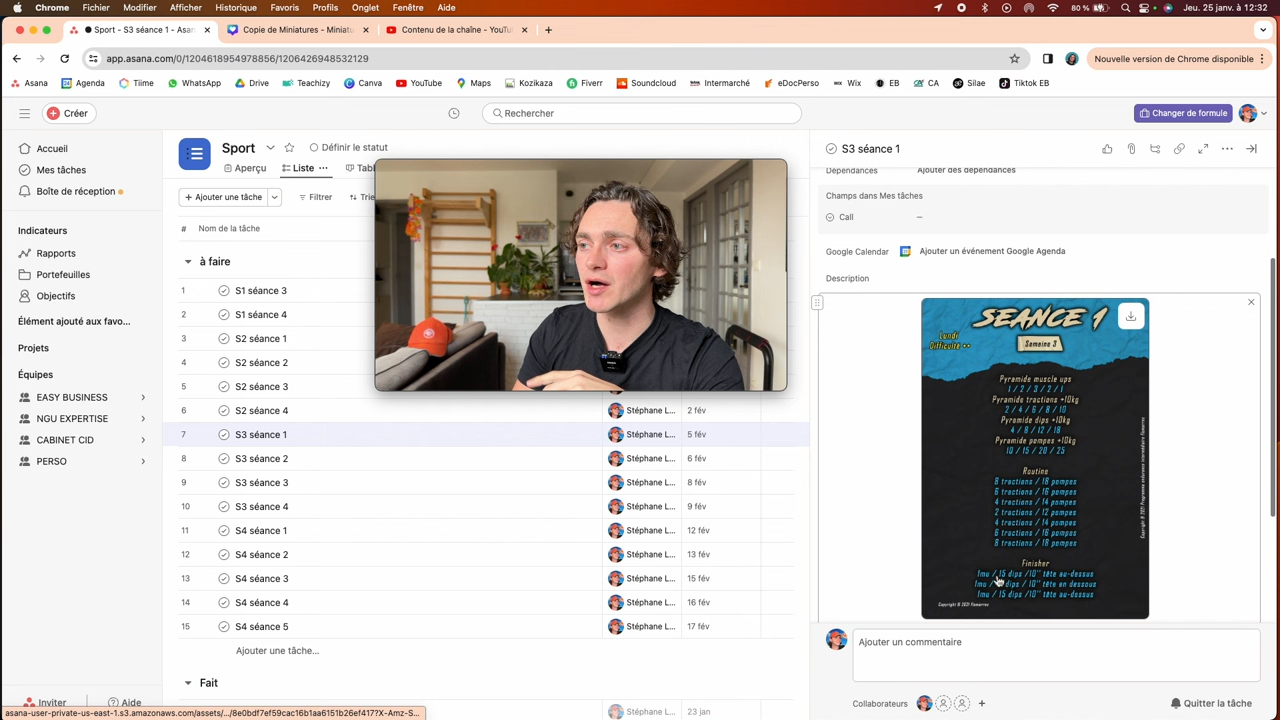 Chrome Fichier Modifier Afficher Historique Favoris Profils Onglet Fenêtre Aide 80 % Jeu. 25 janv. à 12:32
Sport - S3 séance 1 - Asan
Copie de Miniatures - Miniatu
Contenu de la chaîne - YouTu
app.asana.com/0/1204618954978856/1206426948532129
Nouvelle version de Chrome disponible
Asana Agenda Tiime WhatsApp Drive Teachizy Canva YouTube Maps Kozikaza Fiverr Soundcloud Intermarché eDocPerso Wix EB CA Silae Tiktok EB
Créer
Rechercher
Changer de formule
Accueil
Mes tâches
Boîte de réception
Indicateurs
Rapports
Portefeuilles
Objectifs
Élément ajouté aux favo...
Projets
Équipes
EASY BUSINESS
NGU EXPERTISE
CABINET CID
PERSO
Inviter
Aide
asana-user-private-us-east-1.s3.amazonaws.com/assets/.../8e0bdf7ef59cac16b1aa6151b26ef417?X-Amz-S...
Sport
Définir le statut
Aperçu
Liste
Tabl
Ajouter une tâche
Filtrer
Trie
# Nom de la tâche
à faire
1 S1 séance 3
2 S1 séance 4
3 S2 séance 1
4 S2 séance 2
5 S2 séance 3
6 S2 séance 4 Stéphane L... 2 fév
7 S3 séance 1 Stéphane L... 5 fév
8 S3 séance 2 Stéphane L... 6 fév
9 S3 séance 3 Stéphane L... 8 fév
10 S3 séance 4 Stéphane L... 9 fév
11 S4 séance 1 Stéphane L... 12 fév
12 S4 séance 2 Stéphane L... 13 fév
13 S4 séance 3 Stéphane L... 15 fév
14 S4 séance 4 Stéphane L... 16 fév
15 S4 séance 5 Stéphane L... 17 fév
Ajouter une tâche...
Fait
Stéphane L... 23 jan
S3 séance 1
Dépendances Ajouter des dépendances
Champs dans Mes tâches
Call —
Google Calendar Ajouter un événement Google Agenda
Description
SEANCE 1
Lundi
Difficulté
Semaine 3
Pyramide muscle ups
1 / 2 / 3 / 2 / 1
Pyramide tractions +10kg
2 / 4 / 6 / 8 / 10
Pyramide dips +10kg
4 / 8 / 12 / 18
Pyramide pompes +10kg
10 / 15 / 20 / 25
Routine
8 tractions / 18 pompes
6 tractions / 16 pompes
4 tractions / 14 pompes
2 tractions / 12 pompes
4 tractions / 14 pompes
6 tractions / 16 pompes
8 tractions / 18 pompes
Finisher
1mu / 15 dips /10'' tête au-dessus
1mu / dips / 10'' tête en dessous
1mu / 15 dips /10'' tête au-dessus
Ajouter un commentaire
Collaborateurs
Quitter la tâche